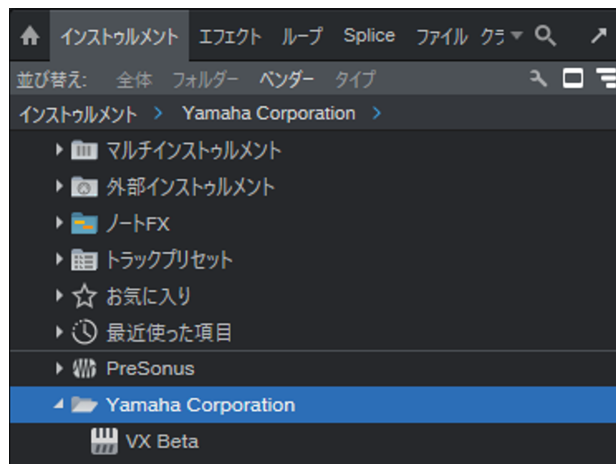 インストゥルメント エフェクト ループ Splice ファイル クラ
並び替え: 全体 フォルダー ベンダー タイプ
インストゥルメント > Yamaha Corporation >
マルチインストゥルメント
外部インストゥルメント
ノートFX
トラックプリセット
お気に入り
最近使った項目
PreSonus
Yamaha Corporation
VX Beta